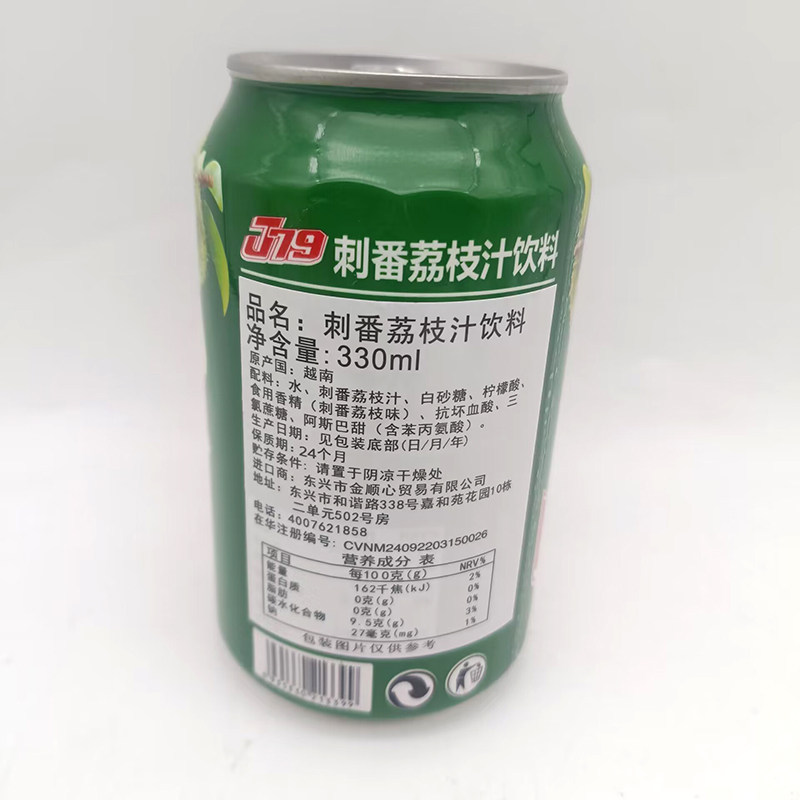 J79 刺番荔枝汁饮料
品名：刺番荔枝汁饮料
净含量:330ml
原产国：越南
配料：水、刺番荔枝汁、白砂糖、柠檬酸、
食用香精（刺番荔枝味）、抗坏血酸、三
氯蔗糖、阿斯巴甜（含苯丙氨酸）。
生产日期：见包装底部(日/月/年)
保质期:24个月
贮存条件：请置于阴凉干燥处
进口商：东兴市金顺心贸易有限公司
地址：东兴市和谐路338号嘉和苑花园10栋
二单元502号房
电话：4007621858
在华注册编号：CVNM24092203150026
营养成分 表
项目 每100克(g) NRV%
能量 162千焦(kJ) 2%
蛋白质 0克(g) 0%
脂肪 0克(g) 0%
碳水化合物 9.5克(g) 3%
钠 27毫克(mg) 1%
包装图片仅供参考